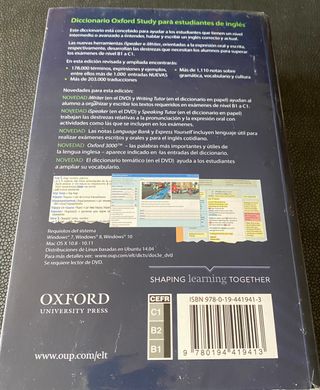 Diccionario Oxford Study para estudiantes de inglés
Este diccionario está concebido para ayudar a los estudiantes que tienen un nivel
intermedio o avanzado a entender, hablar y escribir un inglés correcto y actual.
Las nuevas herramientas iSpeaker e iWriter, orientadas a la expresión oral y escrita,
respectivamente, desarrollan las destrezas que necesitan los alumnos para superar
los exámenes de B1 a C1.
En esta edición revisada y ampliada encontrarás:
• 178.000 términos, expresiones y ejemplos,
entre ellos más de 1.000 entradas NUEVAS
• Más de 203.000 traducciones
• Más de 1.110 notas sobre
gramática, vocabulario y cultura
Novedades para esta edición:
NOVEDAD iWriter (en el DVD) y Writing Tutor (en el diccionario en papel) ayudan al
alumno a organizar y escribir los textos requeridos en exámenes de nivel B1 a C1.
NOVEDAD iSpeaker (en el DVD) y Speaking Tutor (en el diccionario en papel)
trabajan las destrezas relativas a la pronunciación y la expresión oral con
actividades como las que se incluyen en los exámenes.
NOVEDAD Las notas Language Bank y Express Yourself incluyen lenguaje útil para
realizar exámenes escritos y orales y para el inglés cotidiano.
NOVEDAD Oxford 3000™ – las palabras más importantes y útiles de
la lengua inglesa – aparece indicado en las entradas del diccionario.
NOVEDAD El diccionario temático (en el DVD) ayuda a los estudiantes
a ampliar su vocabulario.
Requisitos del sistema
Windows® 7, Windows® 8, Windows® 10
Mac OS X 10.8 - 10.11
Distribuciones de Linux basadas en Ubuntu 14.04
Para más detalles ver: www.oup.com/elt/dicts/docs3e_dvd
Se requiere lector de DVD.
SHAPING learning TOGETHER
OXFORD
UNIVERSITY PRESS
www.oup.com/elt
CEFR
C1
B2
B1
ISBN 978-0-19-441941-3
9 780194 419413